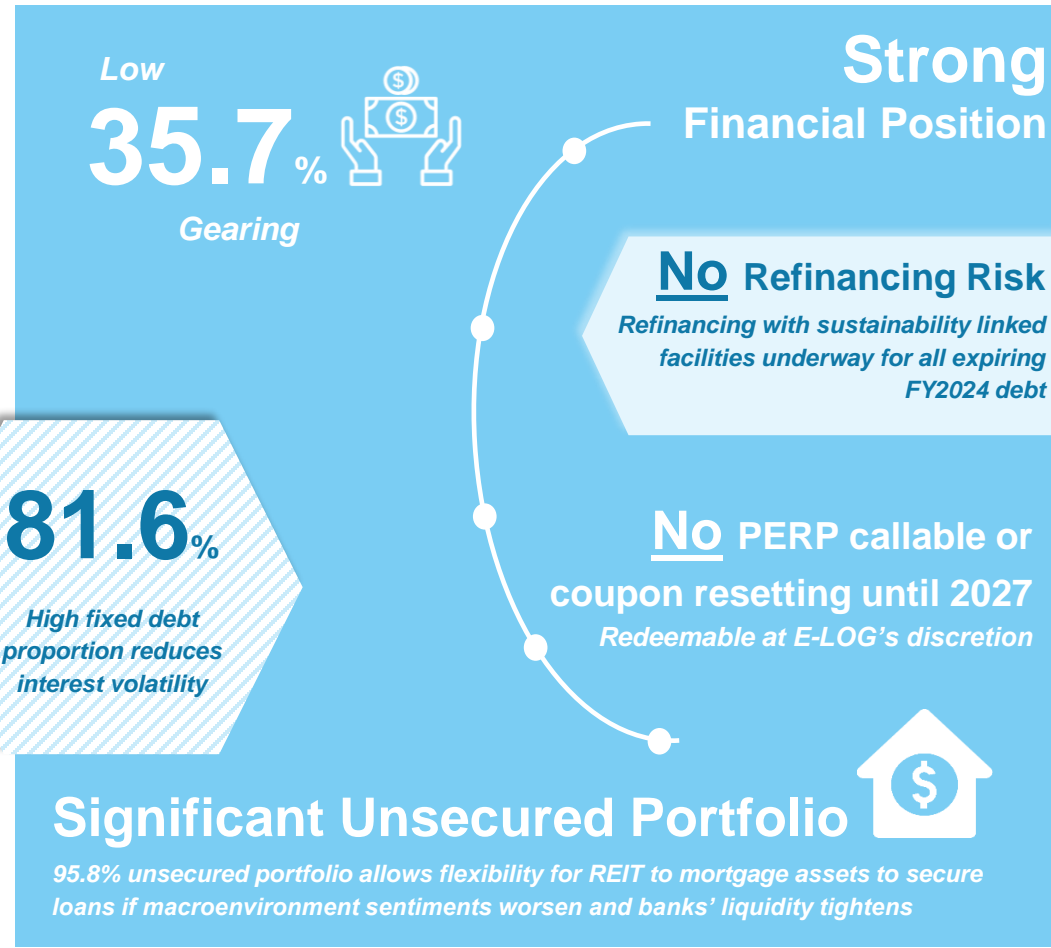 Low
35.7%
Gearing
Strong
Financial Position
No Refinancing Risk
Refinancing with sustainability linked
facilities underway for all expiring
FY2024 debt
81.6%
High fixed debt
proportion reduces
interest volatility
No PERP callable or
coupon resetting until 2027
Redeemable at E-LOG’s discretion
Significant Unsecured Portfolio
95.8% unsecured portfolio allows flexibility for REIT to mortgage assets to secure
loans if macroenvironment sentiments worsen and banks’ liquidity tightens